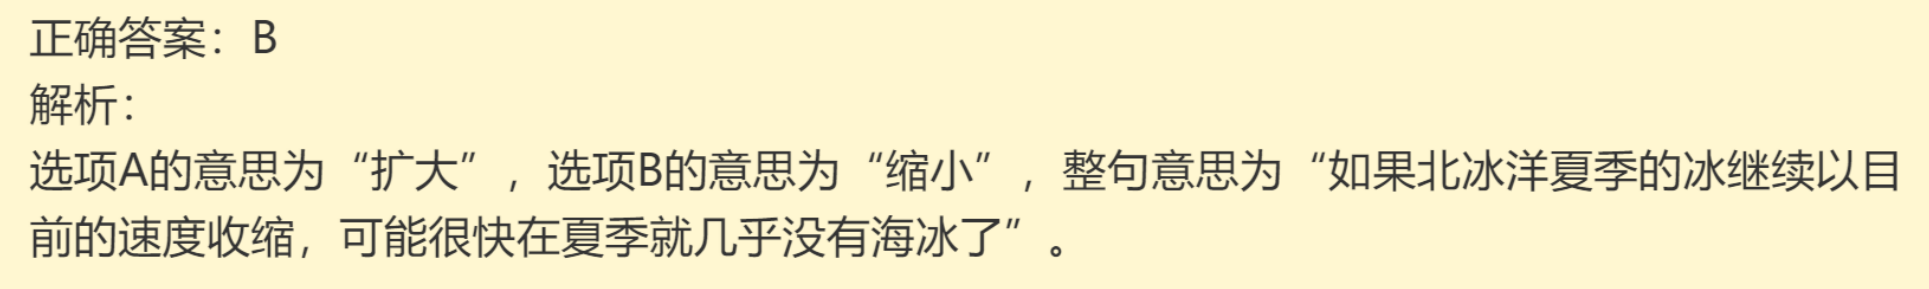 正确答案：B
解析：
选项A的意思为“扩大”，选项B的意思为“缩小”，整句意思为“如果北冰洋夏季的冰继续以目
前的速度收缩，可能很快在夏季就几乎没有海冰了”。